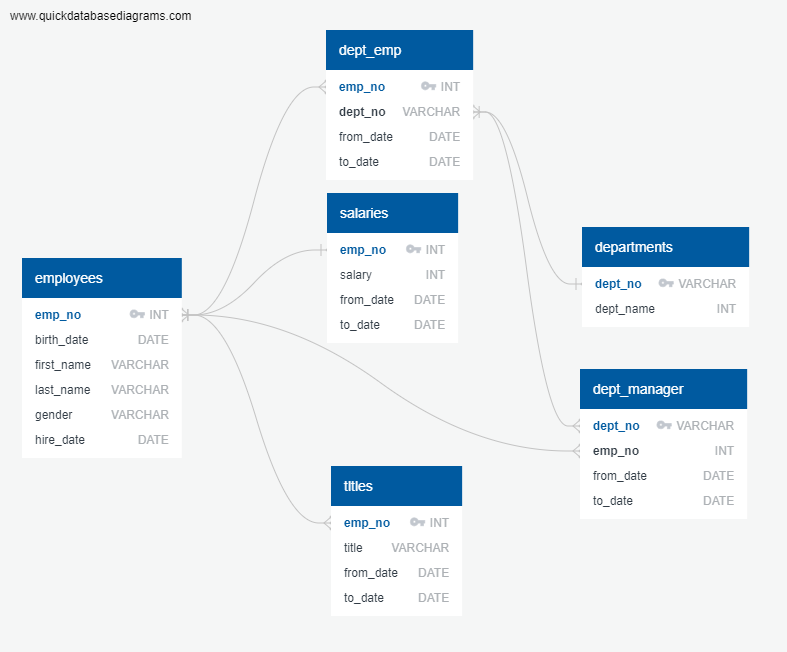 www.quickdatabasediagrams.com
dept_emp
emp_no INT
dept_no VARCHAR
from_date DATE
to_date DATE
salaries
emp_no INT
salary INT
from_date DATE
to_date DATE
employees
emp_no INT
birth_date DATE
first_name VARCHAR
last_name VARCHAR
gender VARCHAR
hire_date DATE
departments
dept_no VARCHAR
dept_name INT
dept_manager
dept_no VARCHAR
emp_no INT
from_date DATE
to_date DATE
titles
emp_no INT
title VARCHAR
from_date DATE
to_date DATE